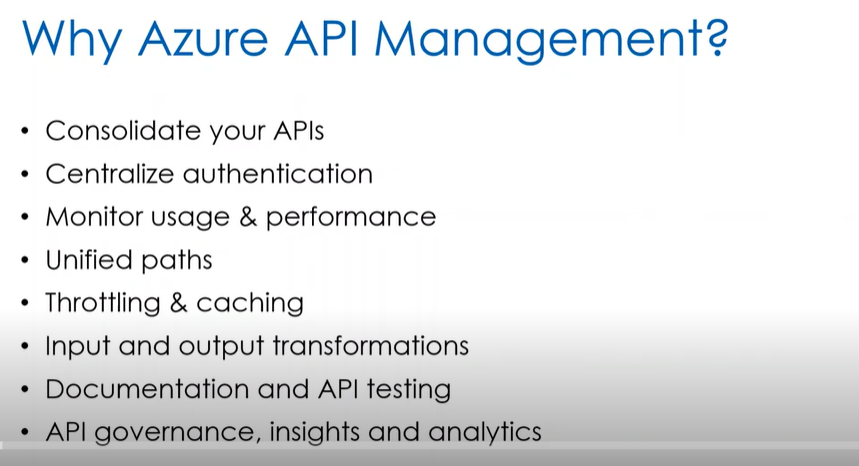 Why Azure API Management?
• Consolidate your APIs
• Centralize authentication
• Monitor usage & performance
• Unified paths
• Throttling & caching
• Input and output transformations
• Documentation and API testing
• API governance, insights and analytics